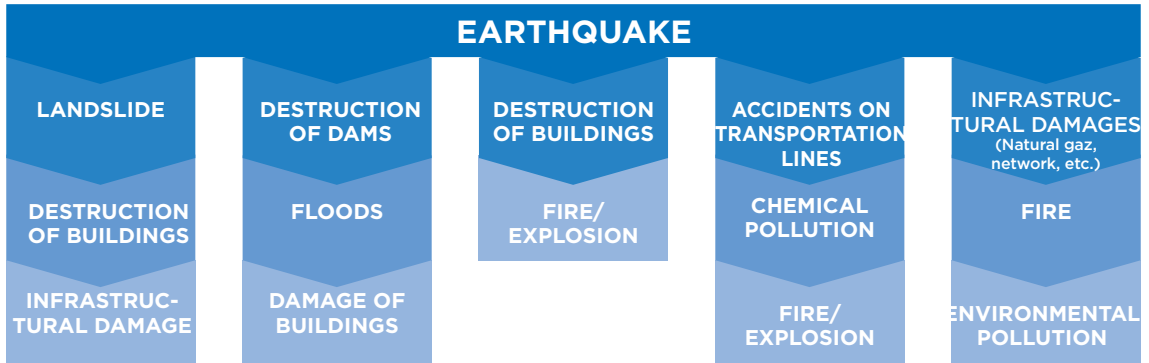 EARTHQUAKE
LANDSLIDE
DESTRUCTION
OF BUILDINGS
INFRASTRUC-
TURAL DAMAGE
DESTRUCTION
OF DAMS
FLOODS
DAMAGE OF
BUILDINGS
DESTRUCTION
OF BUILDINGS
FIRE/
EXPLOSION
ACCIDENTS ON
TRANSPORTATION
LINES
CHEMICAL
POLLUTION
FIRE/
EXPLOSION
INFRASTRUC-
TURAL DAMAGES
(Natural gaz,
network, etc.)
FIRE
ENVIRONMENTAL
POLLUTION